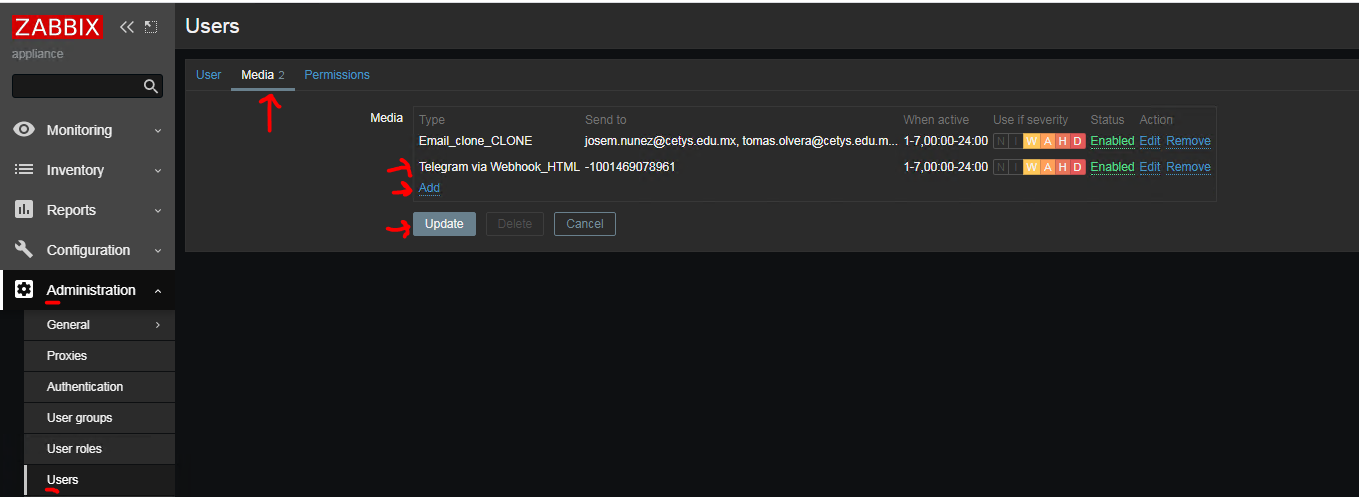 ZABBIX
appliance
Monitoring
Inventory
Reports
Configuration
Administration
General
Proxies
Authentication
User groups
User roles
Users
Users
User Media 2 Permissions
Media
Type Send to When active Use if severity Status Action
Email_clone_CLONE josem.nunez@cetys.edu.mx, tomas.olvera@cetys.edu.m... 1-7,00:00-24:00 N I W A H D Enabled Edit Remove
Telegram via Webhook_HTML -1001469078961 1-7,00:00-24:00 N I W A H D Enabled Edit Remove
Add
Update Delete Cancel